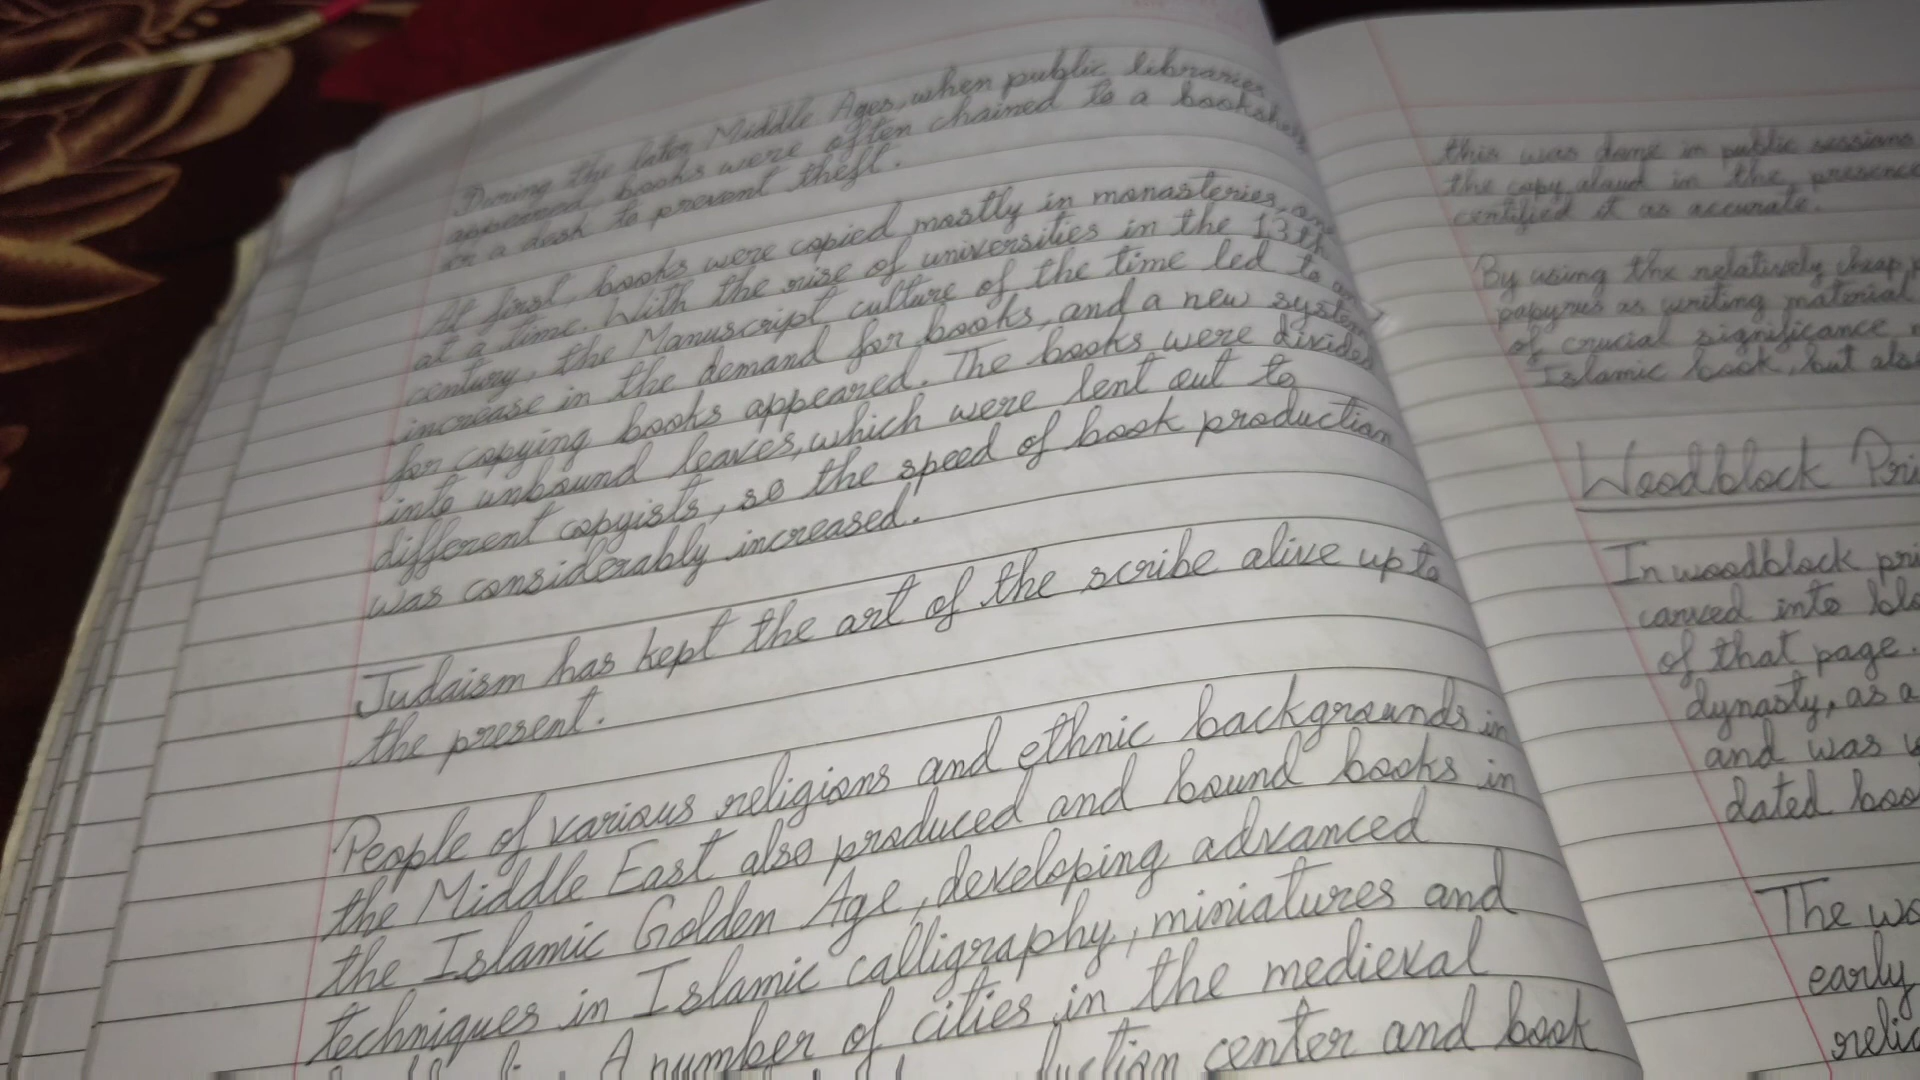 During the later Middle Ages, when public libraries
appeared, books were often chained to a bookshelf
or a desk to prevent theft.
At first, books were copied mostly in monasteries, one
at a time. With the rise of universities in the 13th
century, the Manuscript culture of the time led to an
increase in the demand for books, and a new system
for copying books appeared. The books were divided
into unbound leaves, which were lent out to
different copyists, so the speed of book production
was considerably increased.
Judaism has kept the art of the scribe alive up to
the present.
People of various religions and ethnic backgrounds in
the Middle East also produced and bound books in
the Islamic Golden Age, developing advanced
techniques in Islamic calligraphy, miniatures and
A number of cities in the medieval
center and book
this was done in public sessions
the copy aloud in the presence
certified it as accurate.
By using the relatively cheap
papyrus as writing material
of crucial significance
Islamic book, but also
Woodblock
In woodblock
carved into
of that page.
dynasty, as a
and was
dated
The
early